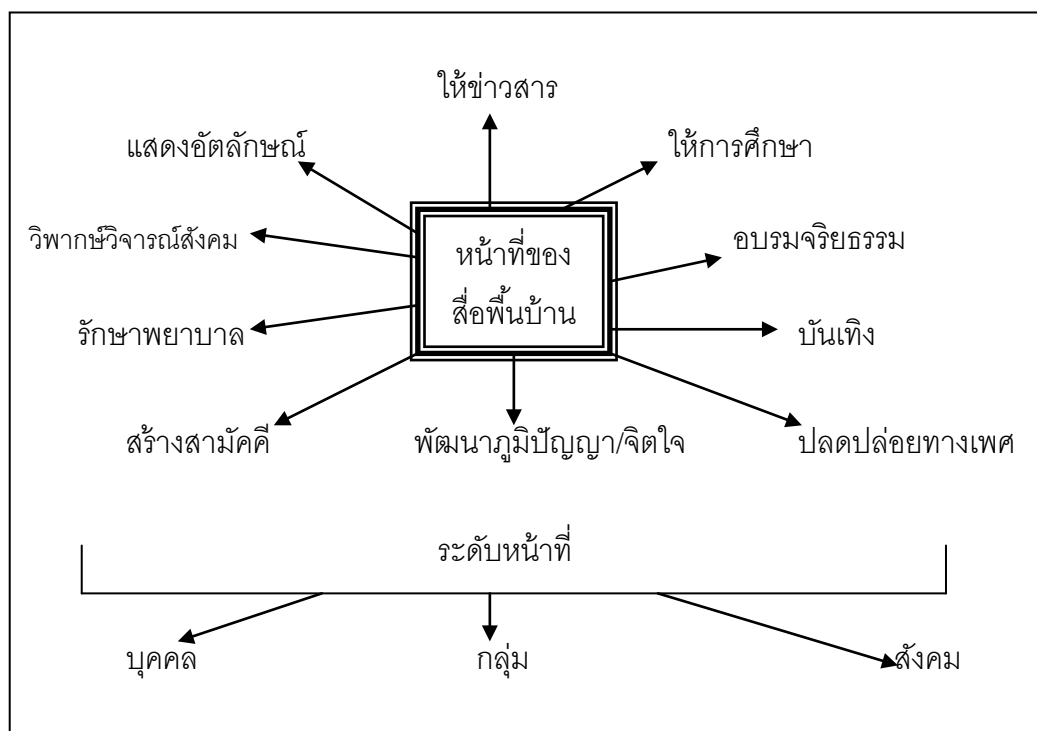 ให้ข่าวสาร
แสดงอัตลักษณ์
ให้การศึกษา
วิพากษ์วิจารณ์สังคม
หน้าที่ของ
สื่อพื้นบ้าน
อบรมจริยธรรม
รักษาพยาบาล
บันเทิง
สร้างสามัคคี
พัฒนาภูมิปัญญา/จิตใจ
ปลดปล่อยทางเพศ
ระดับหน้าที่
บุคคล
กลุ่ม
สังคม